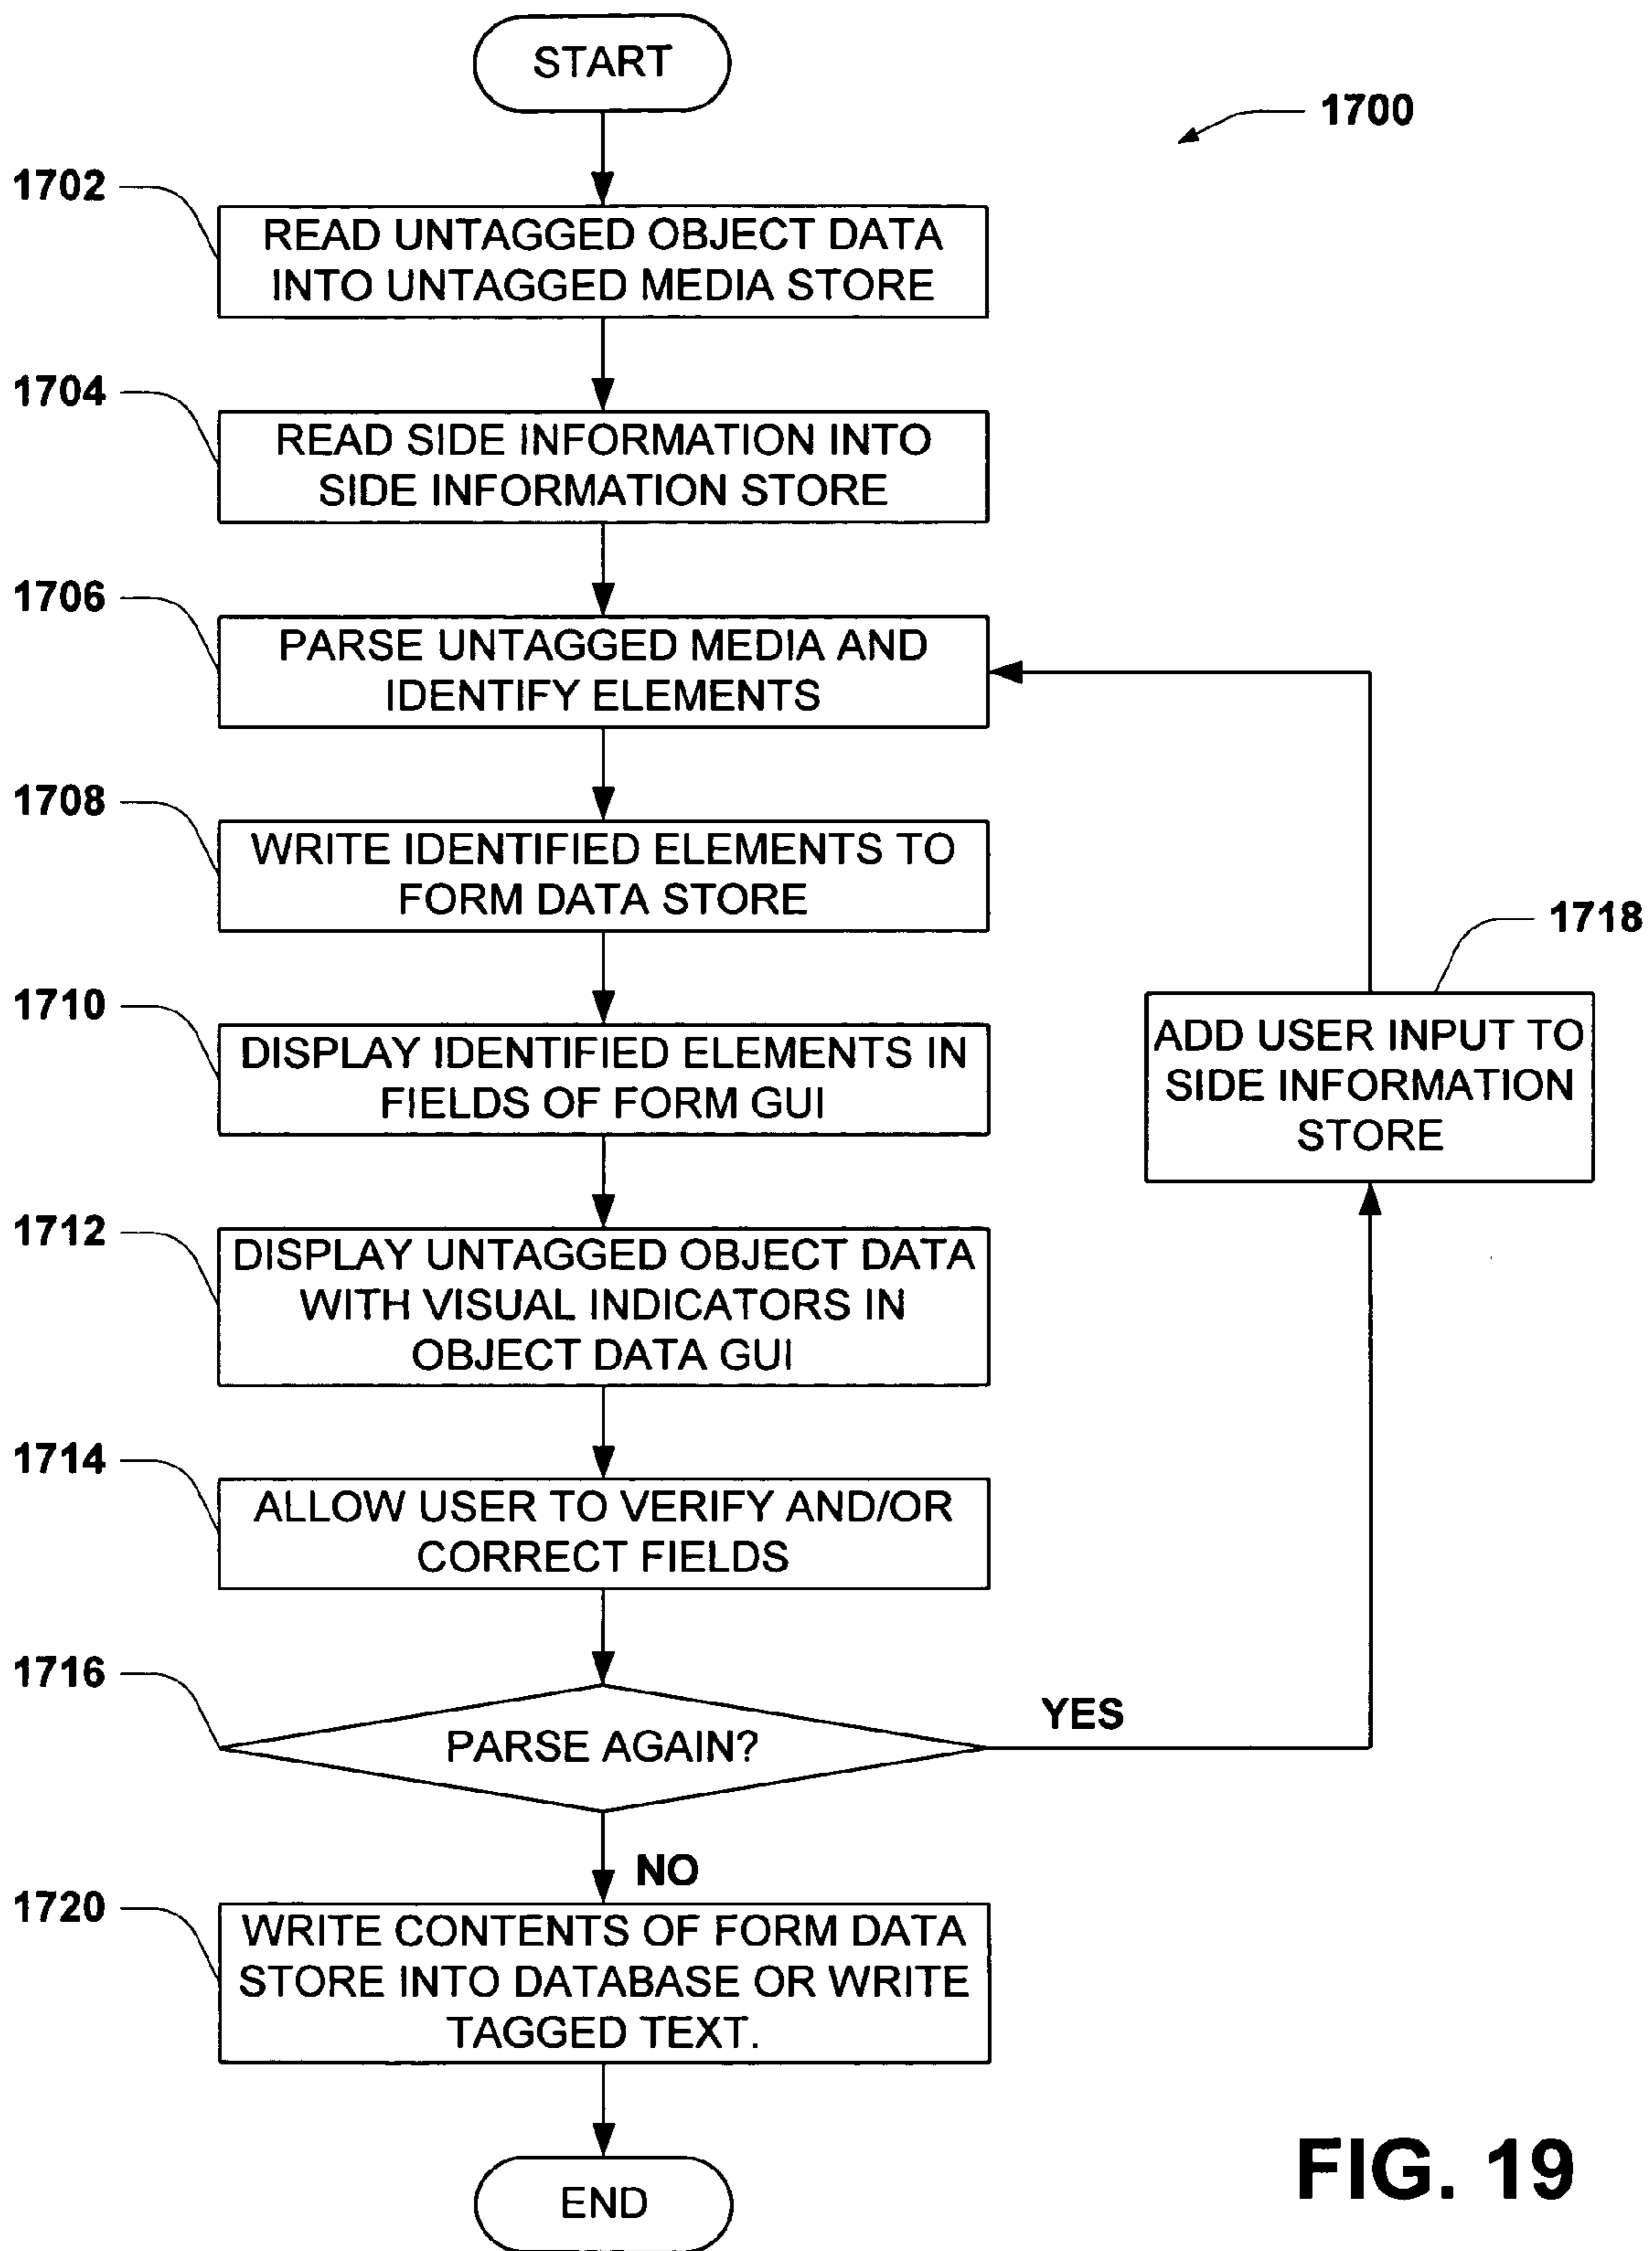 START
1700
1702
READ UNTAGGED OBJECT DATA
INTO UNTAGGED MEDIA STORE
1704
READ SIDE INFORMATION INTO
SIDE INFORMATION STORE
1706
PARSE UNTAGGED MEDIA AND
IDENTIFY ELEMENTS
1708
WRITE IDENTIFIED ELEMENTS TO
FORM DATA STORE
1718
ADD USER INPUT TO
SIDE INFORMATION
STORE
1710
DISPLAY IDENTIFIED ELEMENTS IN
FIELDS OF FORM GUI
1712
DISPLAY UNTAGGED OBJECT DATA
WITH VISUAL INDICATORS IN
OBJECT DATA GUI
1714
ALLOW USER TO VERIFY AND/OR
CORRECT FIELDS
1716
PARSE AGAIN?
YES
NO
1720
WRITE CONTENTS OF FORM DATA
STORE INTO DATABASE OR WRITE
TAGGED TEXT.
END
FIG. 19